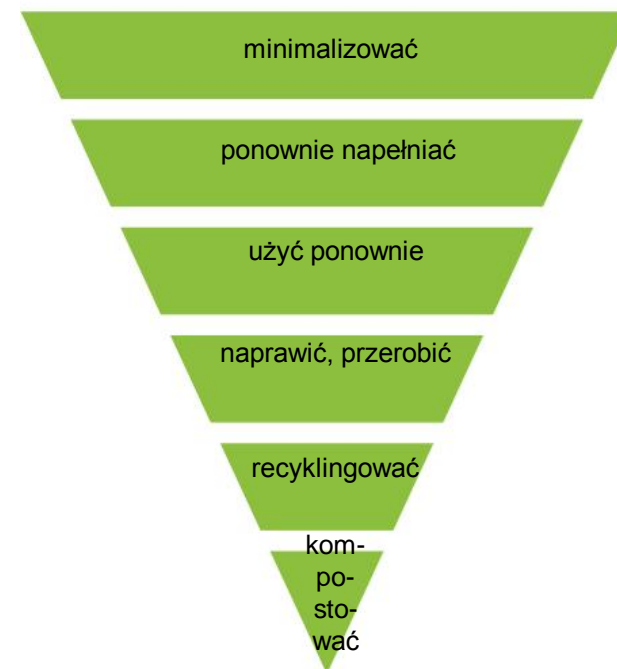 minimalizować
ponownie napełniać
użyć ponownie
naprawić, przerobić
recyklingować
kom-
po-
sto-
wać